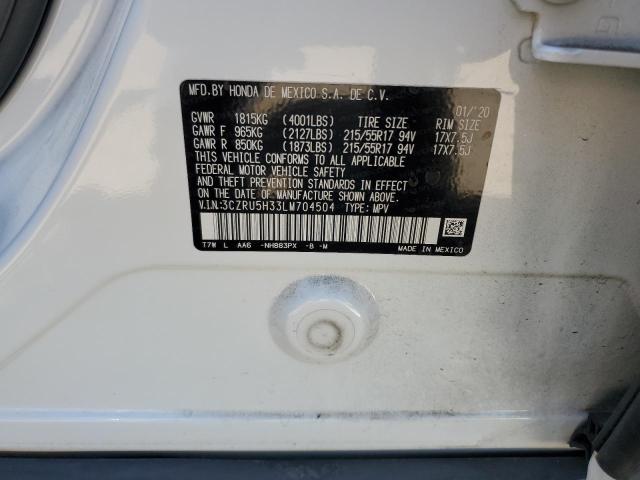 MFD.BY HONDA DE MEXICO S.A. DE C.V.
01/'20
GVWR 1815KG (4001LBS) TIRE SIZE RIM SIZE
GAWR F 965KG (2127LBS) 215/55R17 94V 17X7.5J
GAWR R 850KG (1873LBS) 215/55R17 94V 17X7.5J
THIS VEHICLE CONFORMS TO ALL APPLICABLE
FEDERAL MOTOR VEHICLE SAFETY
STANDARDS AND THEFT PREVENTION IN EFFECT
ON THE DATE OF MANUFACTURE SHOWN ABOVE.
V.I.N.:3CZRU5H33LM704504 TYPE: MPV
T7W L AA6 -NH883PX -B -M MADE IN MEXICO